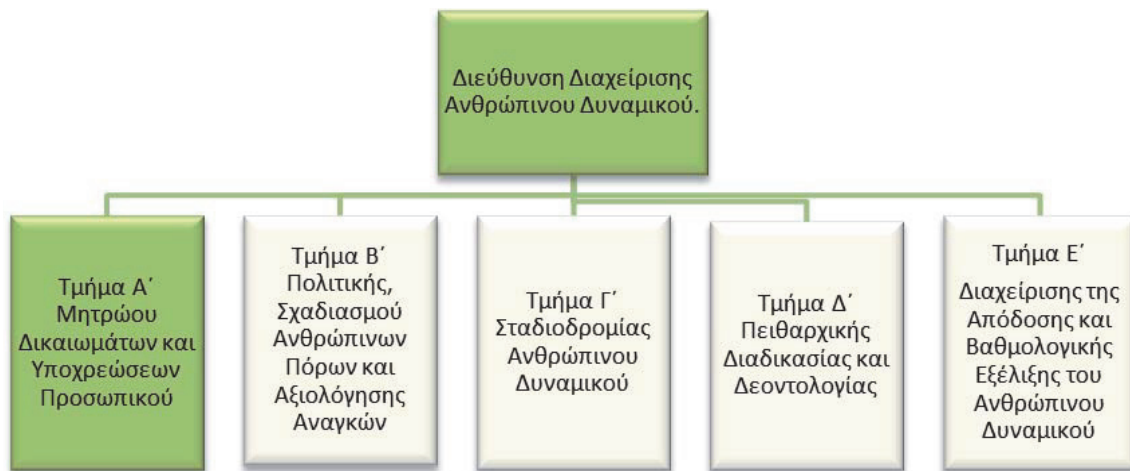 Διεύθυνση Διαχείρισης
Ανθρώπινου Δυναμικού.
Τμήμα Α΄
Μητρώου
Δικαιωμάτων και
Υποχρεώσεων
Προσωπικού
Τμήμα Β΄
Πολιτικής,
Σχαδιασμού
Ανθρώπινων
Πόρων και
Αξιολόγησης
Αναγκών
Τμήμα Γ΄
Σταδιοδρομίας
Ανθρώπινου
Δυναμικού
Τμήμα Δ΄
Πειθαρχικής
Διαδικασίας και
Δεοντολογίας
Τμήμα Ε΄
Διαχείρισης της
Απόδοσης και
Βαθμολογικής
Εξέλιξης του
Ανθρώπινου
Δυναμικού